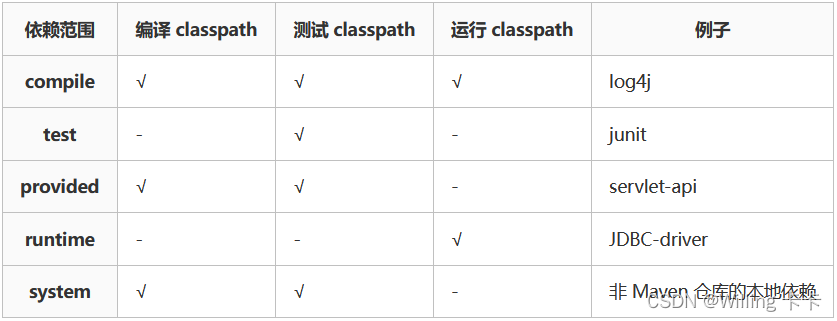 依赖范围 编译 classpath 测试 classpath 运行 classpath 例子
compile √ √ √ log4j
test - √ - junit
provided √ √ - servlet-api
runtime - - √ JDBC-driver
system √ √ - 非 Maven 仓库的本地依赖
CSDN @Willing 卡卡